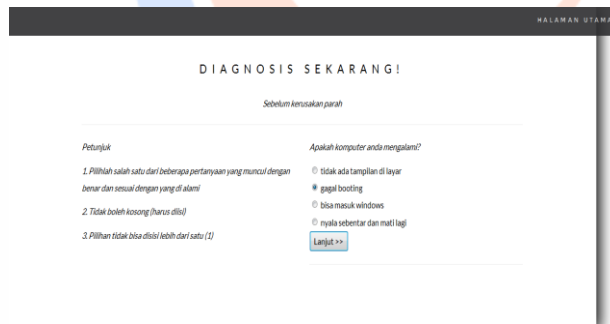 HALAMAN UTAMA
DIAGNOSIS SEKARANG!
Sebelum kerusakan parah
Petunjuk
1. Pilihlah salah satu dari beberapa pertanyaan yang muncul dengan
benar dan sesuai dengan yang di alami
2. Tidak boleh kosong (harus diisi)
3. Pilihan tidak bisa disisi lebih dari satu (1)
Apakah komputer anda mengalami?
tidak ada tampilan di layar
gagal booting
bisa masuk windows
nyala sebentar dan mati lagi
Lanjut >>